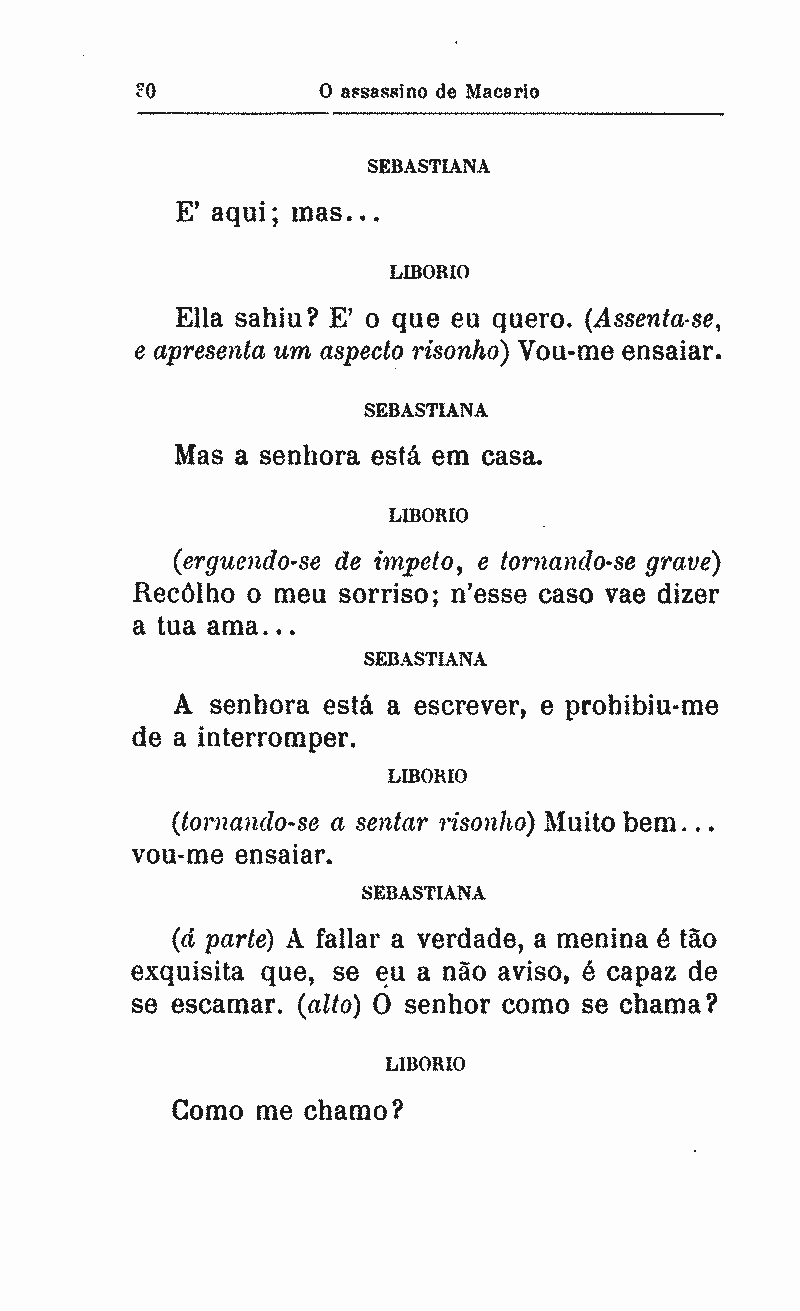 O assassino de Macario
SEBASTIANA
E' aqui; mas...
LIBORIO
Ella sahiu? E' o que eu quero. (Assenta-se,
e apresenta um aspecto risonho) Vou-me ensaiar.
SEBASTIANA
Mas a senhora está em casa.
LIBORIO
(erguendo-se de impeto, e tornando-se grave)
Recôlho o meu sorriso; n'esse caso vae dizer
a tua ama...
SEBASTIANA
A senhora está a escrever, e prohibiu-me
de a interromper.
LIBORIO
(tornando-se a sentar risonho) Muito bem...
vou-me ensaiar.
SEBASTIANA
(á parte) A fallar a verdade, a menina é tão
exquisita que, se eu a não aviso, é capaz de
se escamar. (alto) O senhor como se chama?
LIBORIO
Como me chamo?